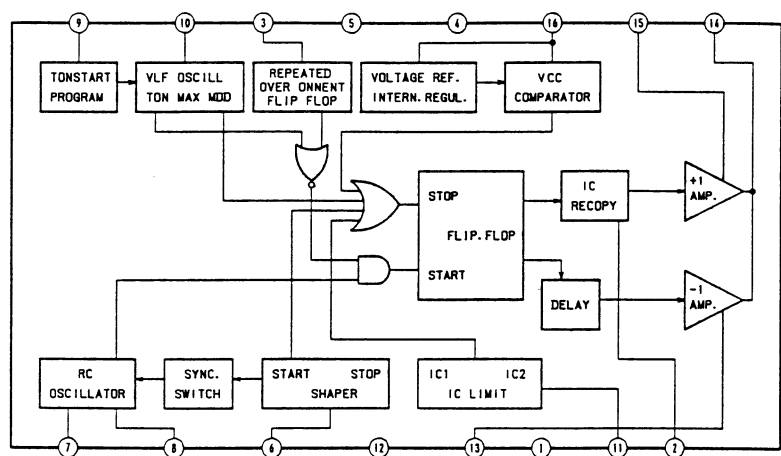 9 10 3 5 4 16 15 14
TONSTART
PROGRAM
VLF OSCILL
TON MAX MDD
REPEATED
OVER ONNENT
FLIP FLOP
VOLTAGE REF.
INTERN.REGUL.
VCC
COMPARATOR
STOP
FLIP.FLOP
START
IC
RECOPY
+1
AMP.
DELAY
-1
AMP.
RC
OSCILLATOR
SYNC.
SWITCH
START STOP
SHAPER
IC1 IC2
IC LIMIT
7 8 6 12 13 1 11 2